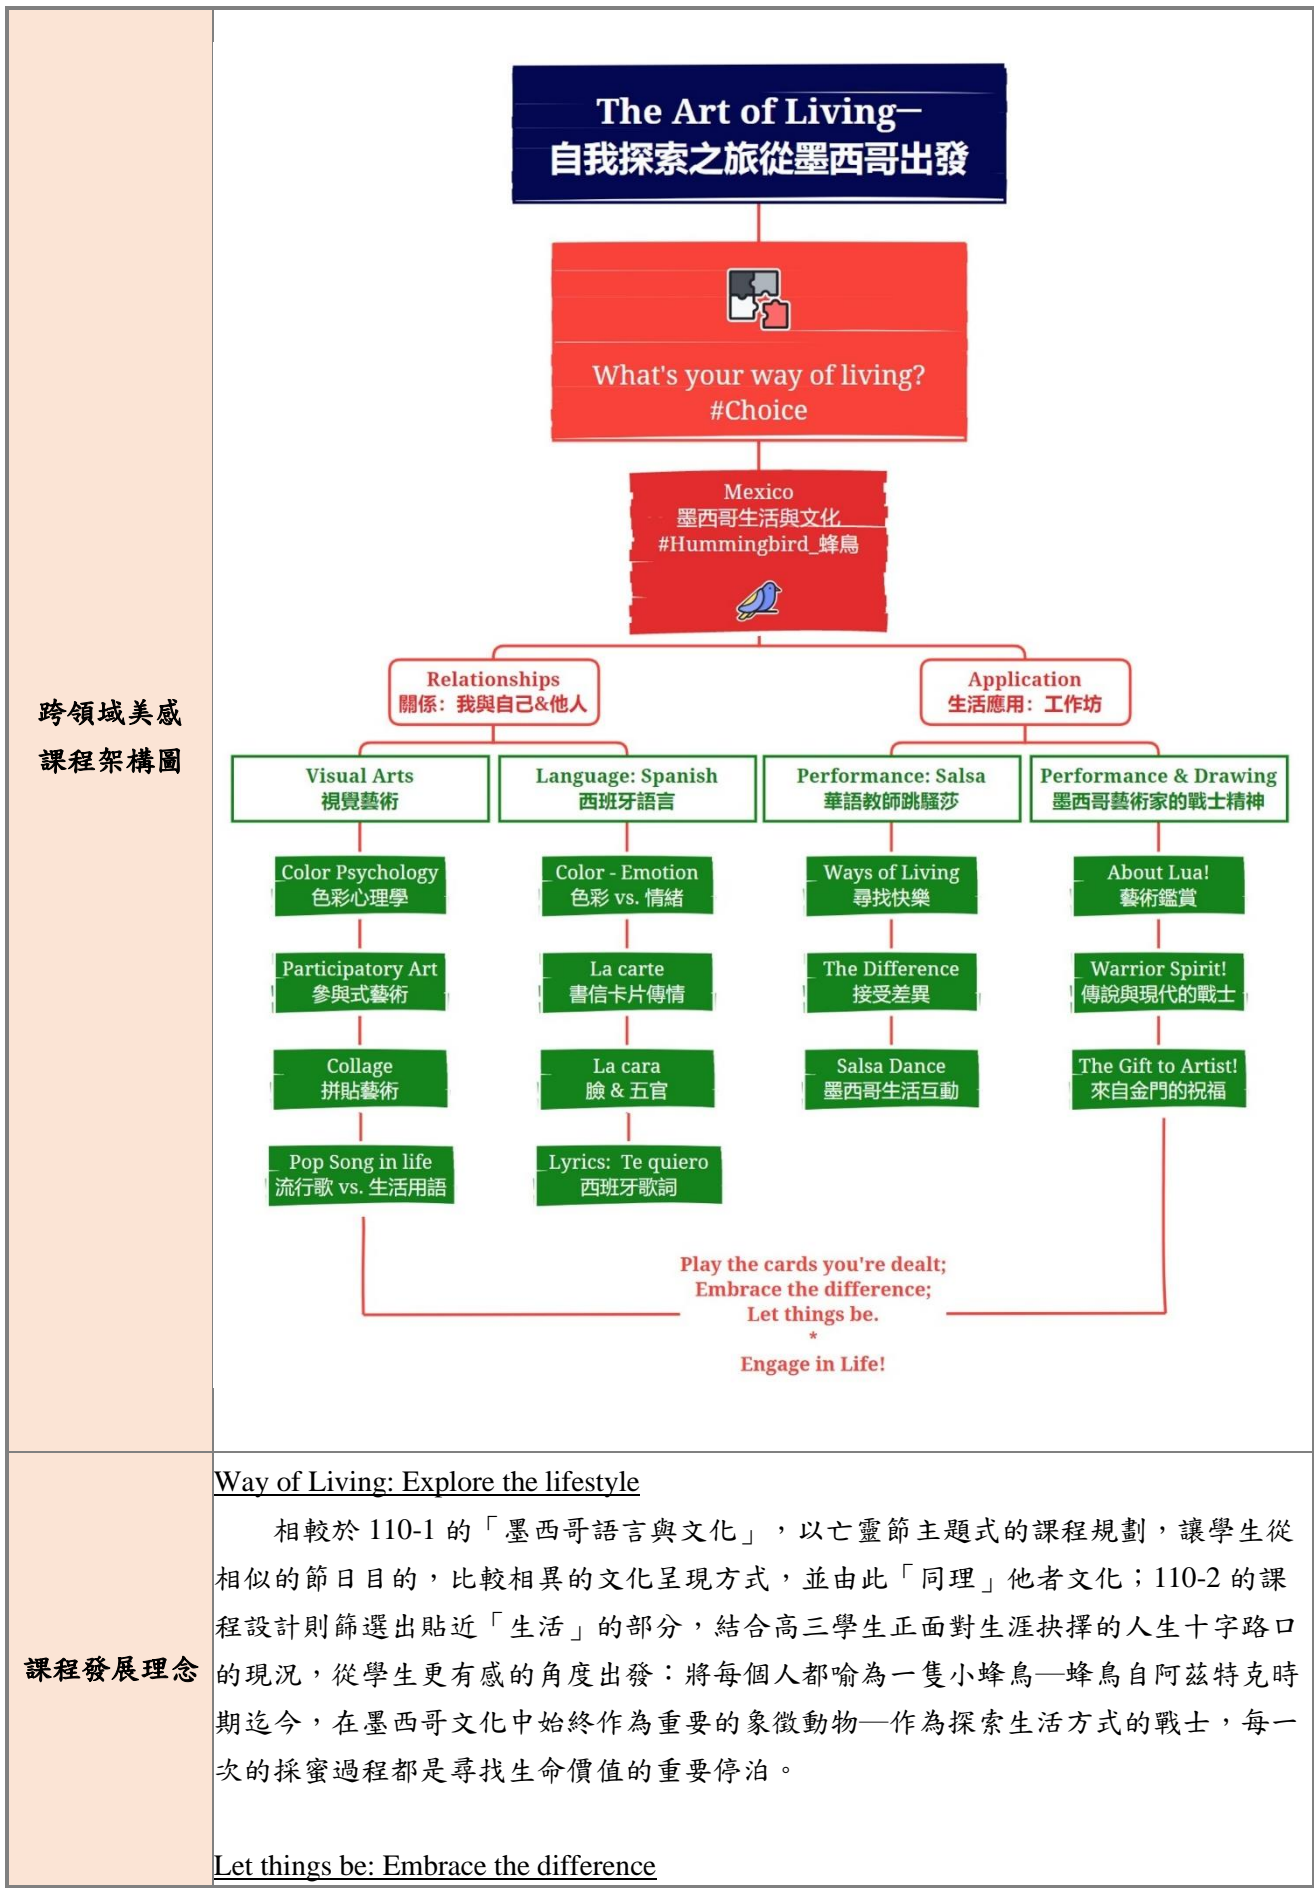 跨領域美感
課程架構圖
The Art of Living—
自我探索之旅從墨西哥出發
What's your way of living?
#Choice
Mexico
墨西哥生活與文化
#Hummingbird_蜂鳥
Relationships
關係：我與自己&他人
Application
生活應用：工作坊
Visual Arts
視覺藝術
Language: Spanish
西班牙語言
Performance: Salsa
華語教師跳騷莎
Performance & Drawing
墨西哥藝術家的戰士精神
Color Psychology
色彩心理學
Color - Emotion
色彩 vs. 情緒
Ways of Living
尋找快樂
About Lua!
藝術鑑賞
Participatory Art
參與式藝術
La carte
書信卡片傳情
The Difference
接受差異
Warrior Spirit!
傳說與現代的戰士
Collage
拼貼藝術
La cara
臉 & 五官
Salsa Dance
墨西哥生活互動
The Gift to Artist!
來自金門的祝福
Pop Song in life
流行歌 vs. 生活用語
Lyrics: Te quiero
西班牙歌詞
Play the cards you're dealt;
Embrace the difference;
Let things be.
*
Engage in Life!
課程發展理念
Way of Living: Explore the lifestyle
相較於 110-1 的「墨西哥語言與文化」，以亡靈節主題式的課程規劃，讓學生從
相似的節日目的，比較相異的文化呈現方式，並由此「同理」他者文化；110-2 的課
程設計則篩選出貼近「生活」的部分，結合高三學生正面對生涯抉擇的人生十字路口
的現況，從學生更有感的角度出發：將每個人都喻為一隻小蜂鳥—蜂鳥自阿茲特克時
期迄今，在墨西哥文化中始終作為重要的象徵動物—作為探索生活方式的戰士，每一
次的採蜜過程都是尋找生命價值的重要停泊。
Let things be: Embrace the difference